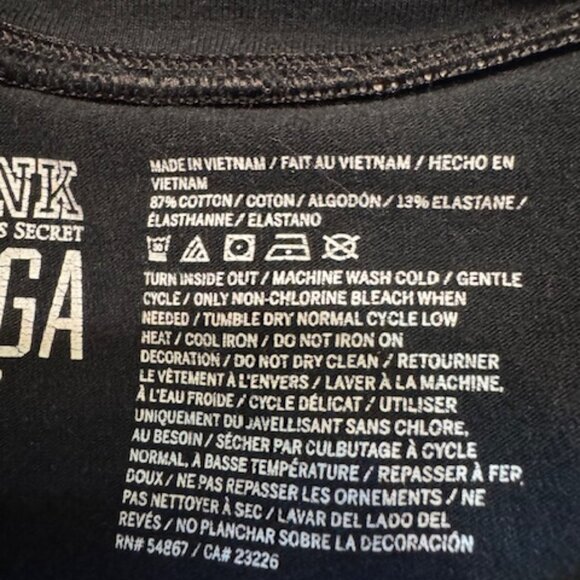 NK
S SECRET
GA
MADE IN VIETNAM / FAIT AU VIETNAM / HECHO EN
VIETNAM
87% COTTON / COTON / ALGODÓN / 13% ELASTANE /
ÉLASTHANNE / ELASTANO
30
TURN INSIDE OUT / MACHINE WASH COLD / GENTLE
CYCLE / ONLY NON-CHLORINE BLEACH WHEN
NEEDED / TUMBLE DRY NORMAL CYCLE LOW
HEAT / COOL IRON / DO NOT IRON ON
DECORATION / DO NOT DRY CLEAN / RETOURNER
LE VÊTEMENT À L'ENVERS / LAVER À LA MACHINE,
À L'EAU FROIDE / CYCLE DÉLICAT / UTILISER
UNIQUEMENT DU JAVELLISANT SANS CHLORE,
AU BESOIN / SÉCHER PAR CULBUTAGE À CYCLE
NORMAL, À BASSE TEMPÉRATURE / REPASSER À FER
DOUX / NE PAS REPASSER LES ORNEMENTS / NE
PAS NETTOYER À SEC / LAVAR DEL LADO DEL
REVÉS / NO PLANCHAR SOBRE LA DECORACIÓN
RN# 54867 / CA# 23226